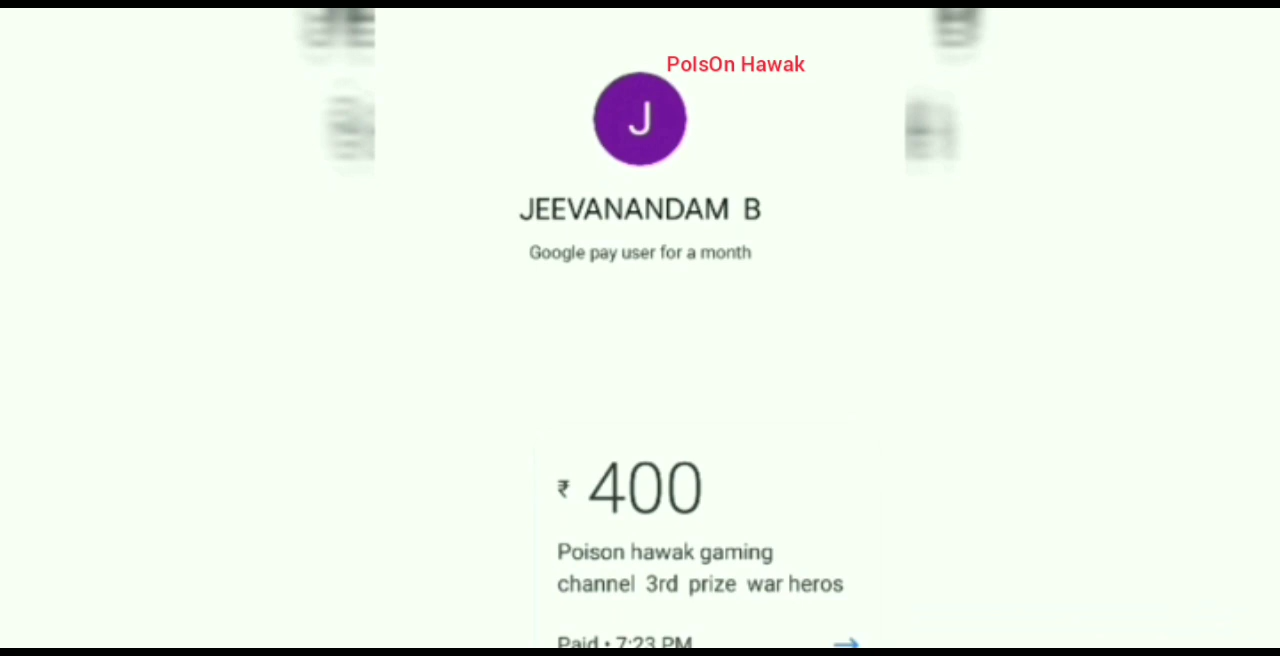 PoIsOn Hawak
J
JEEVANANDAM B
Google pay user for a month
₹ 400
Poison hawak gaming
channel 3rd prize war heros
Paid • 7:23 PM